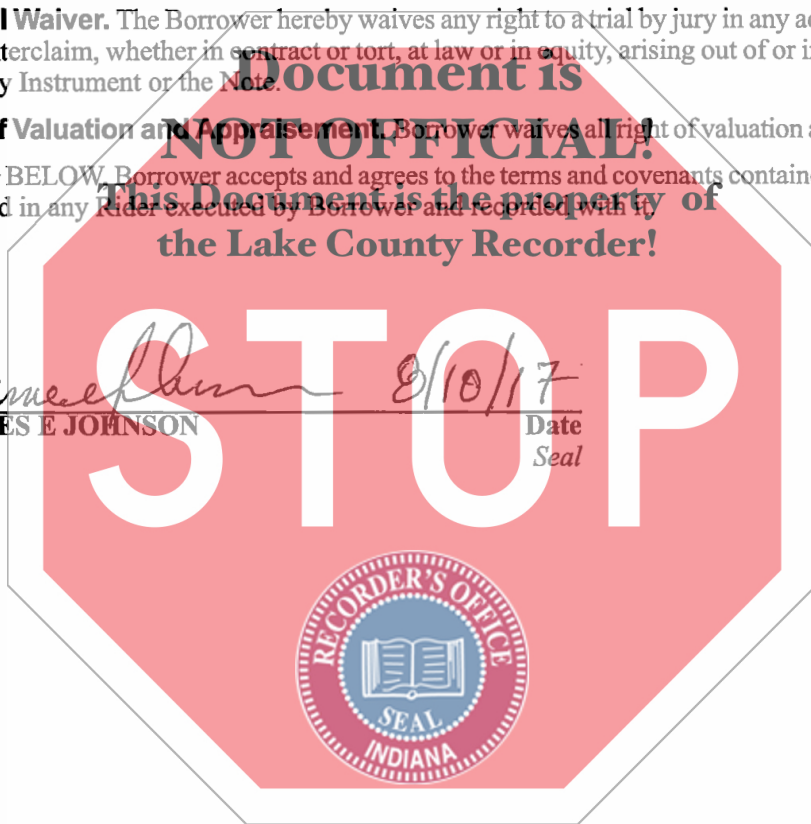 l Waiver. The Borrower hereby waives any right to a trial by jury in any a
terclaim, whether in contract or tort, at law or in equity, arising out of or i
y Instrument or the Note.
Document is
f Valuation and Appraisement. Borrower waives all right of valuation a
NOT OFFICIAL!
BELOW, Borrower accepts and agrees to the terms and covenants contain
d in any Rider executed by Borrower and recorded with it.
This Document is the property of
the Lake County Recorder!
STOP
8/10/17
ES E JOHNSON Date
Seal
RECORDER'S OFFICE
SEAL
INDIANA